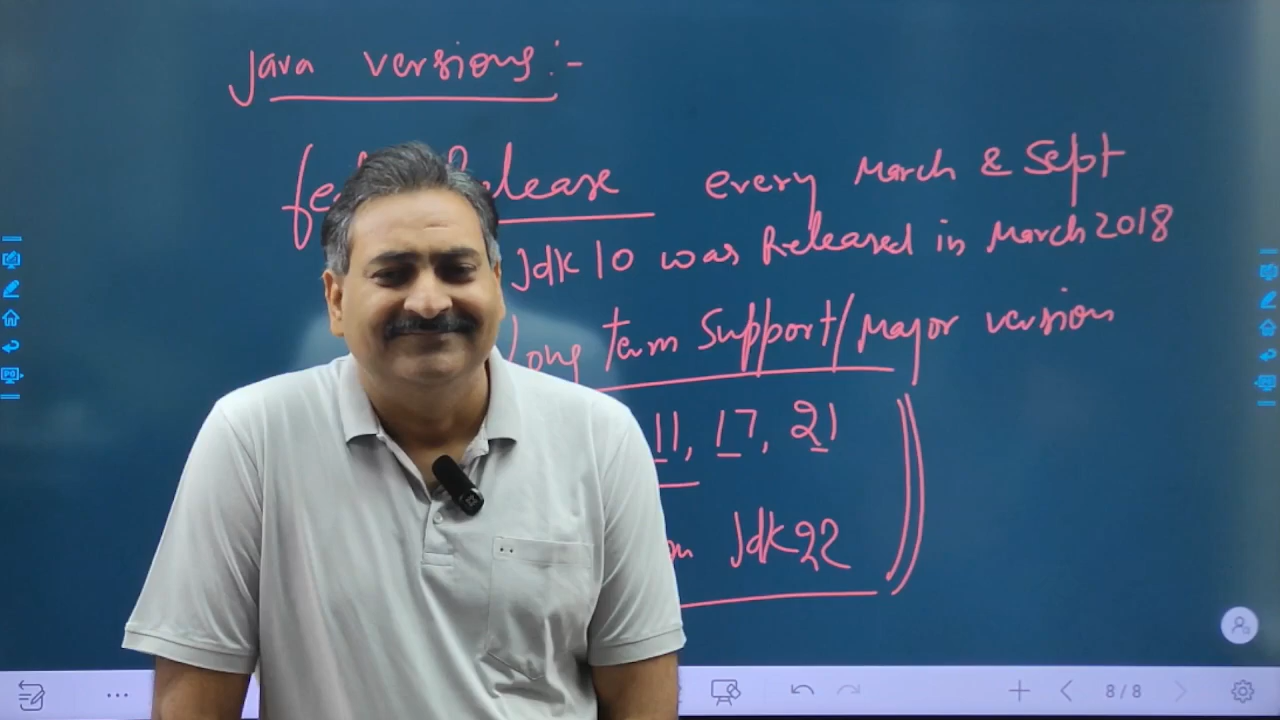 Java versions:-
Release every March & Sept
Jdk 10 was Released in March 2018
Long term Support/Major version
11, 17, 21
Jdk22
8/8